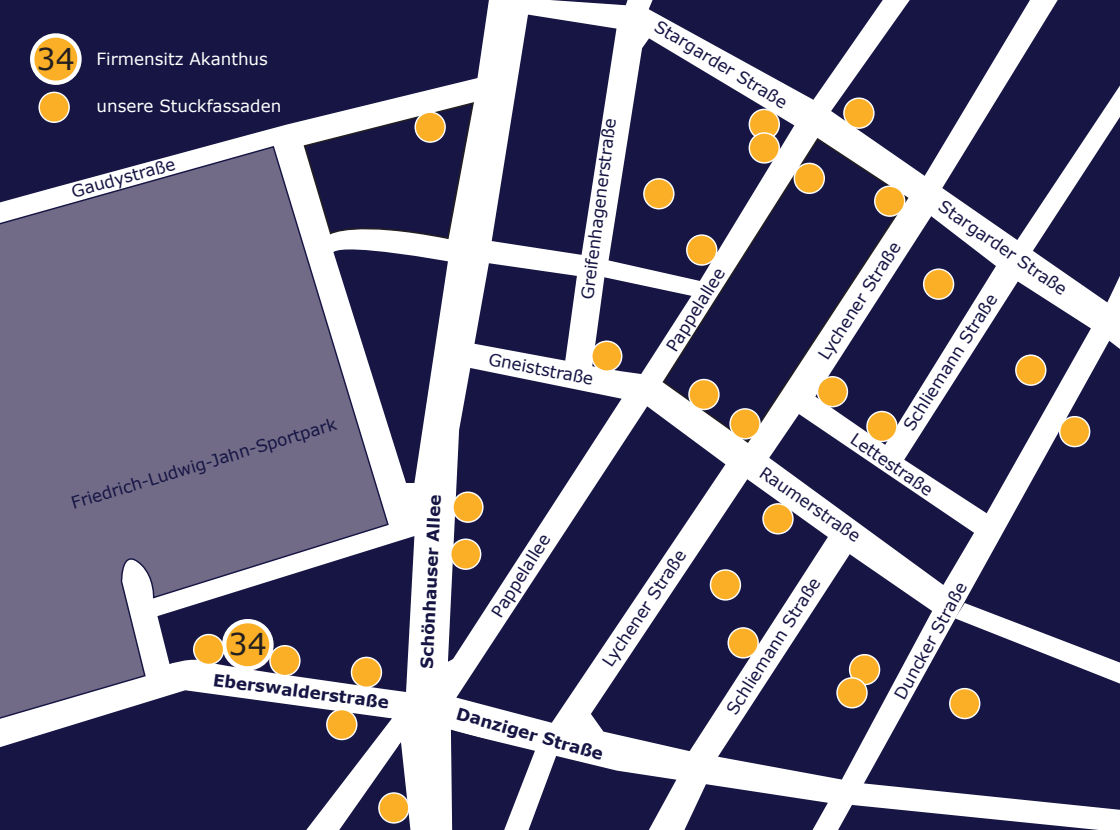 34 Firmensitz Akanthus
unsere Stuckfassaden
Stargarder Straße
Gaudystraße
Greifenhagenerstraße
Stargarder Straße
Pappelallee
Lychener Straße
Schliemann Straße
Gneiststraße
Friedrich-Ludwig-Jahn-Sportpark
Lettestraße
Raumerstraße
Schönhauser Allee
Pappelallee
Lychener Straße
Schliemann Straße
Duncker Straße
34
Eberswalderstraße
Danziger Straße